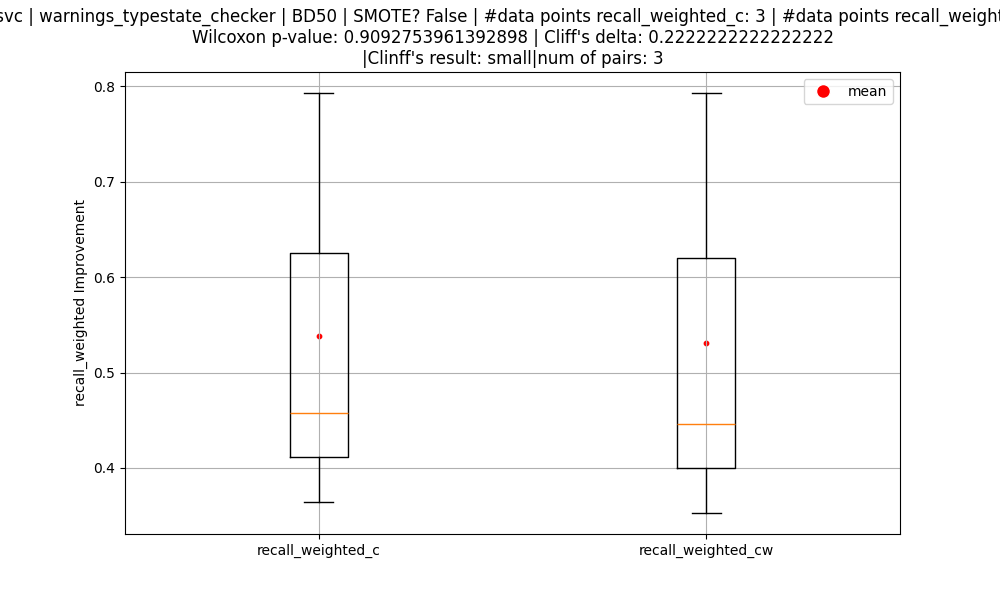 svc | warnings_typestate_checker | BD50 | SMOTE? False | #data points recall_weighted_c: 3 | #data points
Wilcoxon p-value: 0.9092753961392898 | Cliff's delta: 0.2222222222222222
|Clinff's result: small|num of pairs: 3
mean
0.8
0.7
0.6
0.5
0.4
recall_weighted Improvement
recall_weighted_c
recall_weighted_cw